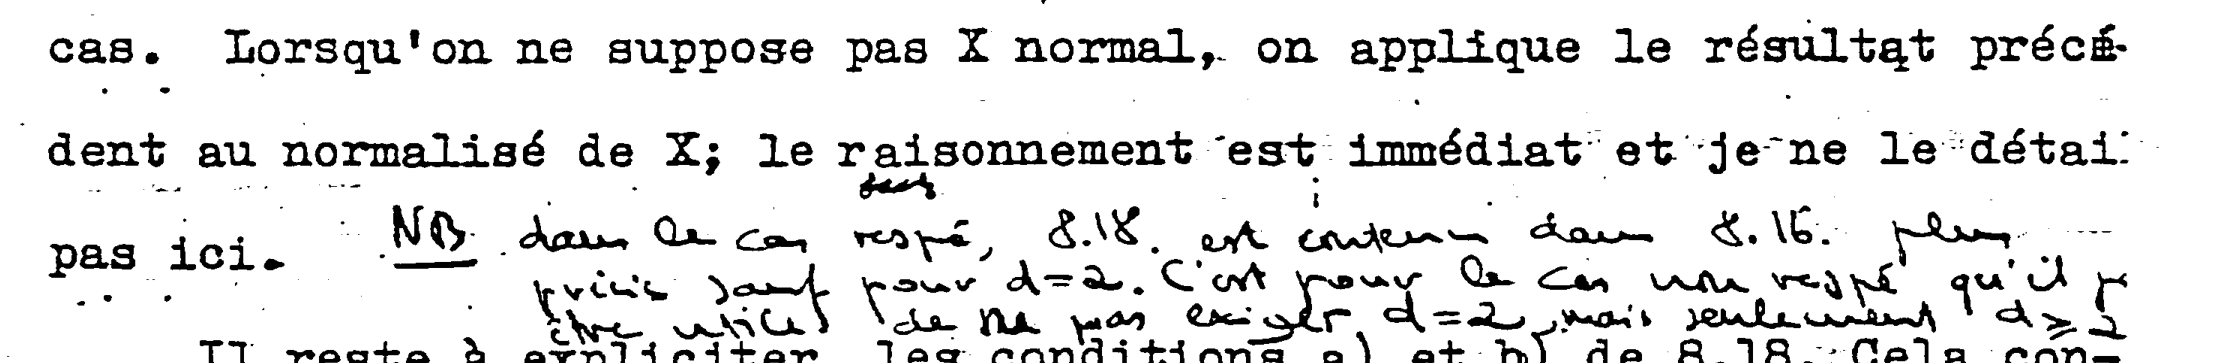 cas. Lorsqu'on ne suppose pas X normal, on applique le résultat précé-
dent au normalisé de X; le raisonnement est immédiat et je ne le détai
pas ici. NB dans le cas respé, 8.18. est contenu dans 8.16. plus
précis sauf pour d=2. C'est pour le cas non respé qu'il p
être utile de ne pas exiger d=2, mais seulement d≥2
Il reste à expliciter les conditions a) et b) de 8.18. Cela con-